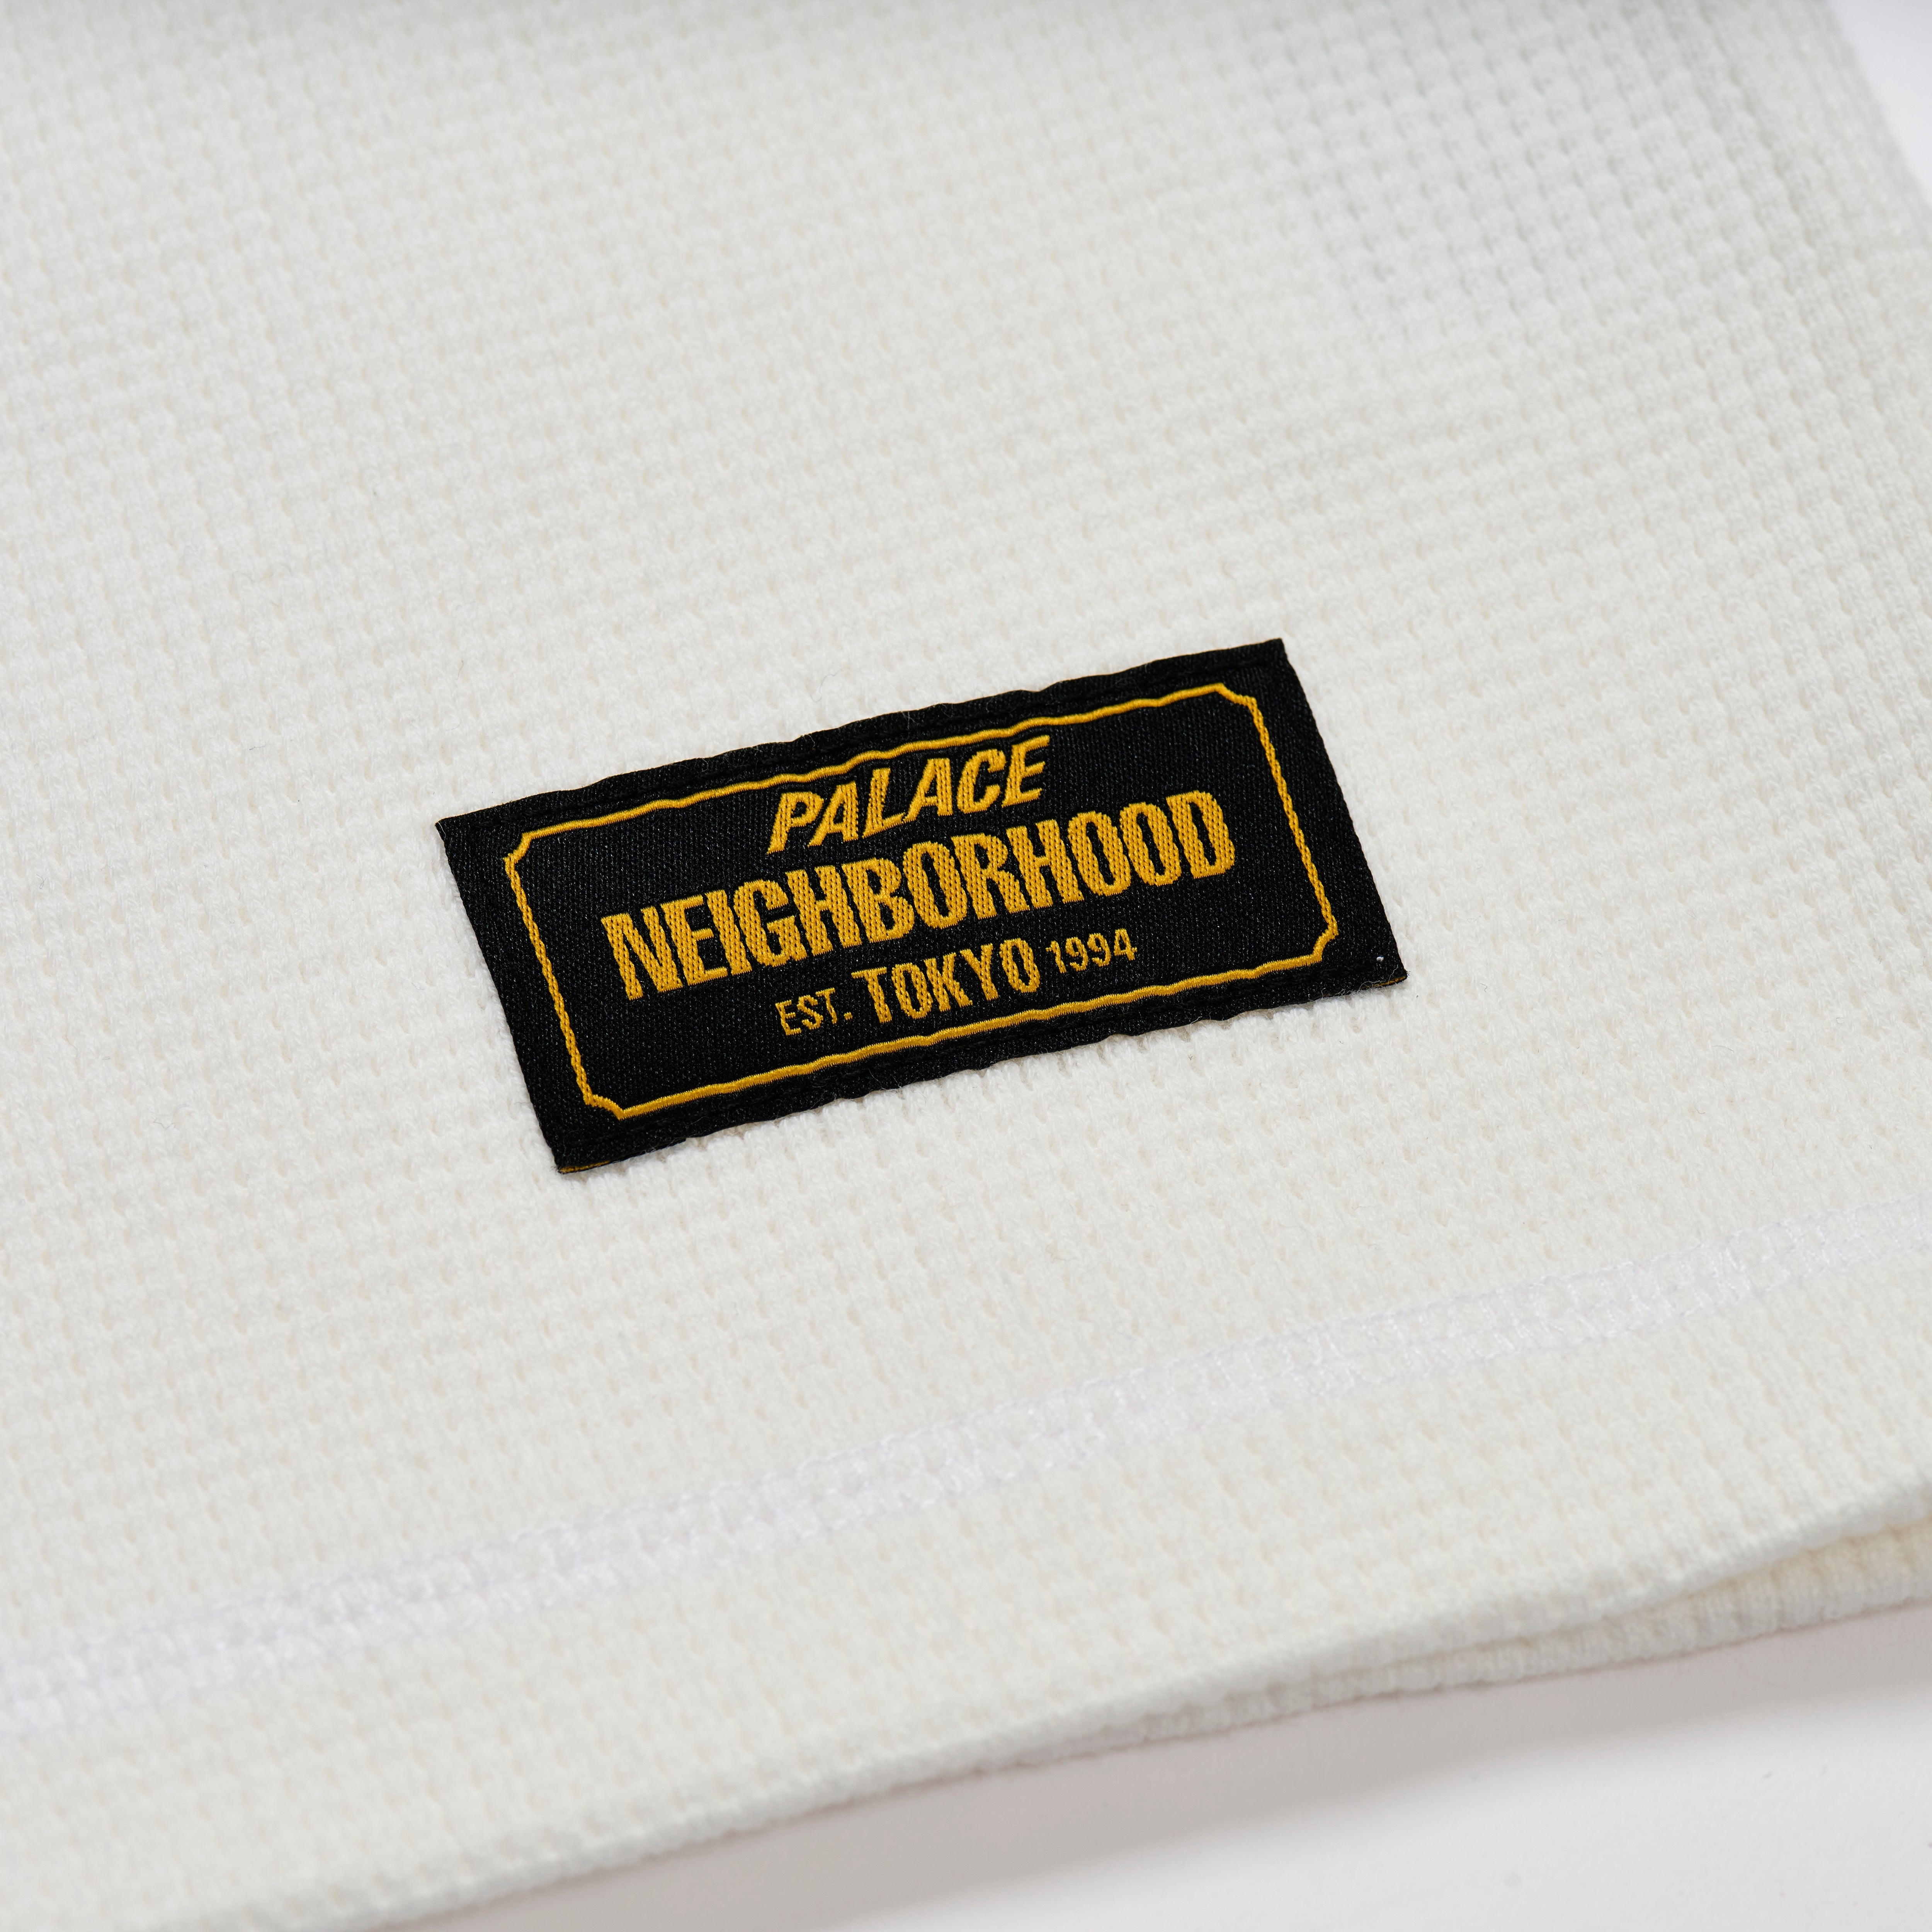 PALACE
NEIGHBORHOOD
EST. TOKYO 1994